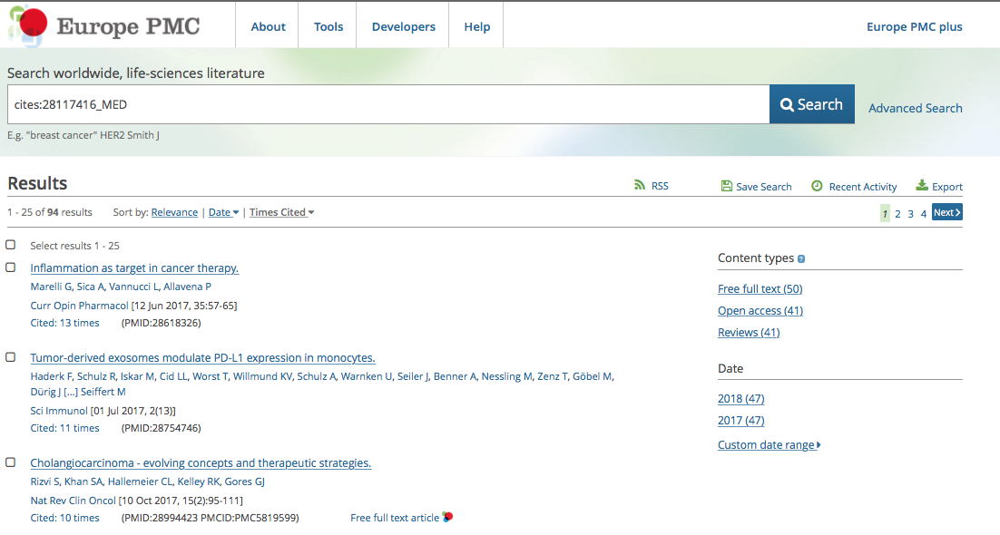 Europe PMC
About
Tools
Developers
Help
Europe PMC plus
Search worldwide, life-sciences literature
cites:28117416_MED
Search
Advanced Search
E.g. "breast cancer" HER2 Smith J
Results
RSS
Save Search
Recent Activity
Export
1 - 25 of 94 results
Sort by: Relevance | Date | Times Cited
1 2 3 4 Next
Select results 1 - 25
Inflammation as target in cancer therapy.
Marelli G, Sica A, Vannucci L, Allavena P
Curr Opin Pharmacol [12 Jun 2017, 35:57-65]
Cited: 13 times (PMID:28618326)
Tumor-derived exosomes modulate PD-L1 expression in monocytes.
Haderk F, Schulz R, Iskar M, Cid LL, Worst T, Willmund KV, Schulz A, Warnken U, Seiler J, Benner A, Nessling M, Zenz T, Göbel M,
Dürig J [...] Seiffert M
Sci Immunol [01 Jul 2017, 2(13)]
Cited: 11 times (PMID:28754746)
Cholangiocarcinoma - evolving concepts and therapeutic strategies.
Rizvi S, Khan SA, Hallemeier CL, Kelley RK, Gores GJ
Nat Rev Clin Oncol [10 Oct 2017, 15(2):95-111]
Cited: 10 times (PMID:28994423 PMCID:PMC5819599) Free full text article
Content types ?
Free full text (50)
Open access (41)
Reviews (41)
Date
2018 (47)
2017 (47)
Custom date range